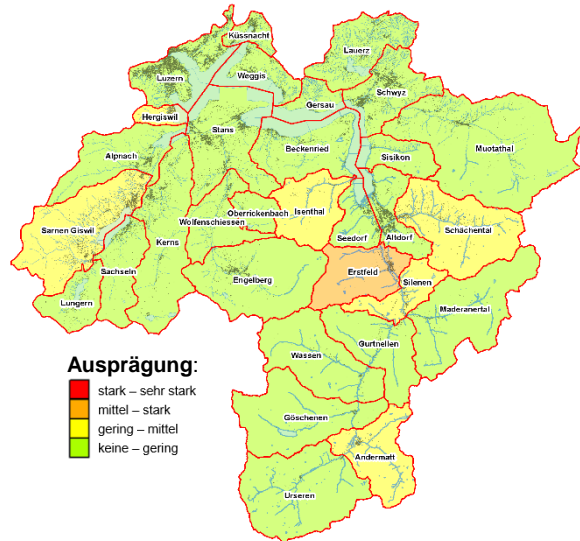 Küssnacht
Lauerz
Luzern
Weggis
Schwyz
Gersau
Hergiswil
Stans
Muotathal
Beckenried
Sisikon
Alpnach
Oberrickenbach
Isenthal
Schächental
Sarnen Giswil
Wolfenschiessen
Kerns
Seedorf
Altdorf
Sachseln
Engelberg
Erstfeld
Silenen
Lungern
Maderanertal
Gurtnellen
Wassen
Ausprägung:
stark – sehr stark
mittel – stark
gering – mittel
keine – gering
Göschenen
Andermatt
Urseren